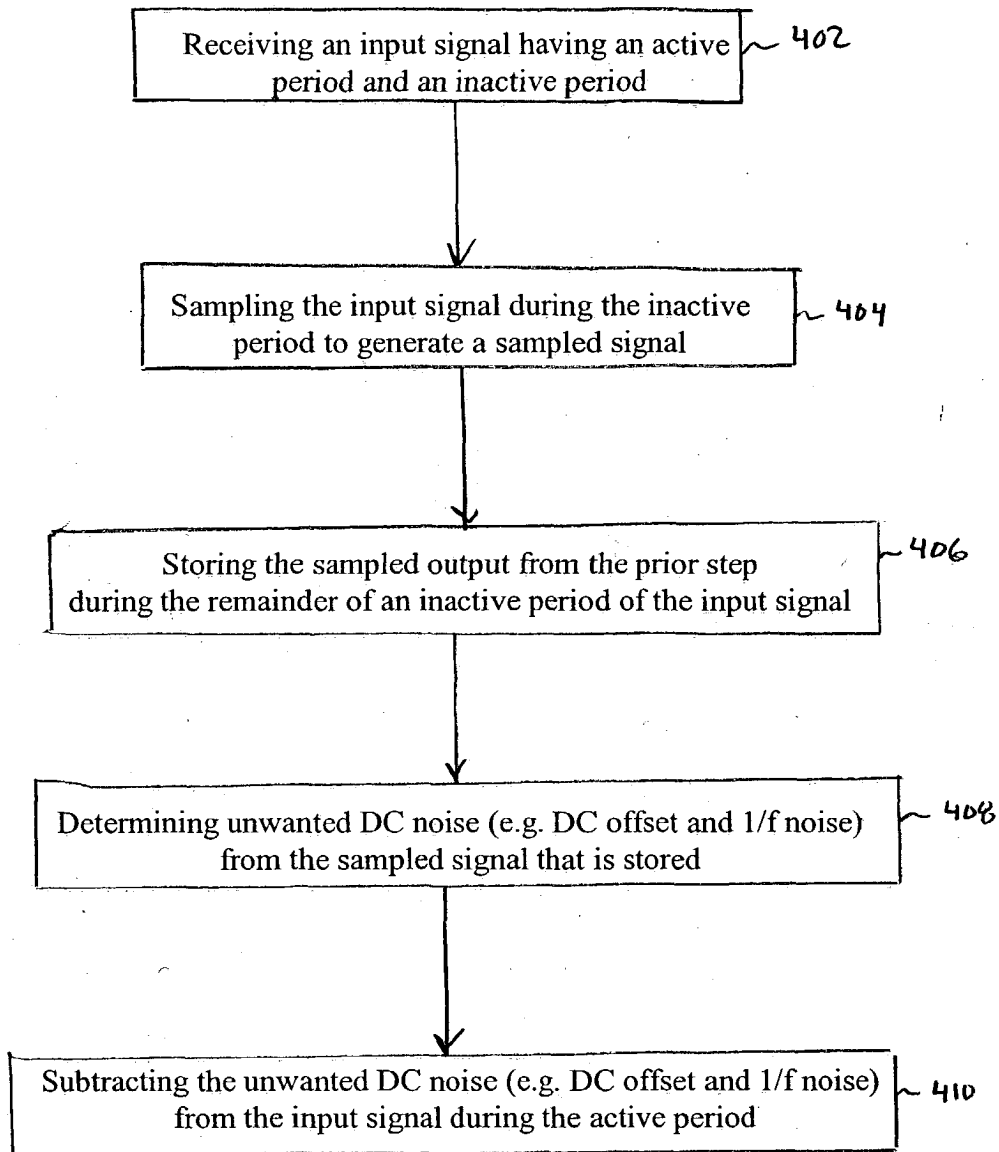 Receiving an input signal having an active
period and an inactive period
402
Sampling the input signal during the inactive
period to generate a sampled signal
404
Storing the sampled output from the prior step
during the remainder of an inactive period of the input signal
406
Determining unwanted DC noise (e.g. DC offset and 1/f noise)
from the sampled signal that is stored
408
Subtracting the unwanted DC noise (e.g. DC offset and 1/f noise)
from the input signal during the active period
410